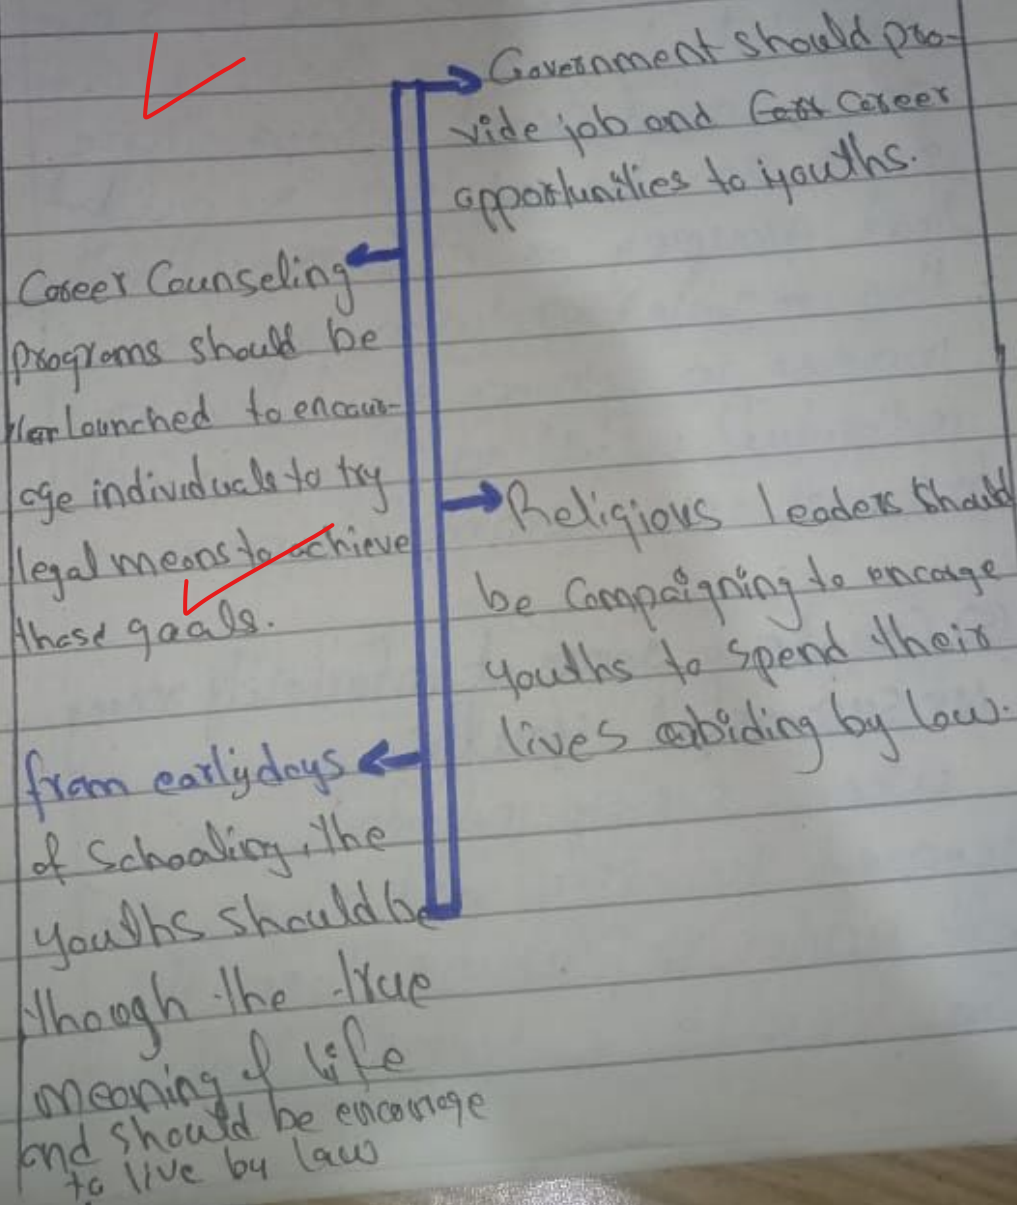 Government should pro-
vide job and Career
opportunities to youths.
Career Counseling
programs should be
launched to encour-
age individuals to try
legal means to achieve
these goals.
Religious leaders should
be Campaigning to encorage
youths to spend their
lives abiding by law.
from early days
of Schooling, the
youths should be
though the true
meaning of life
and should be encourage
to live by law